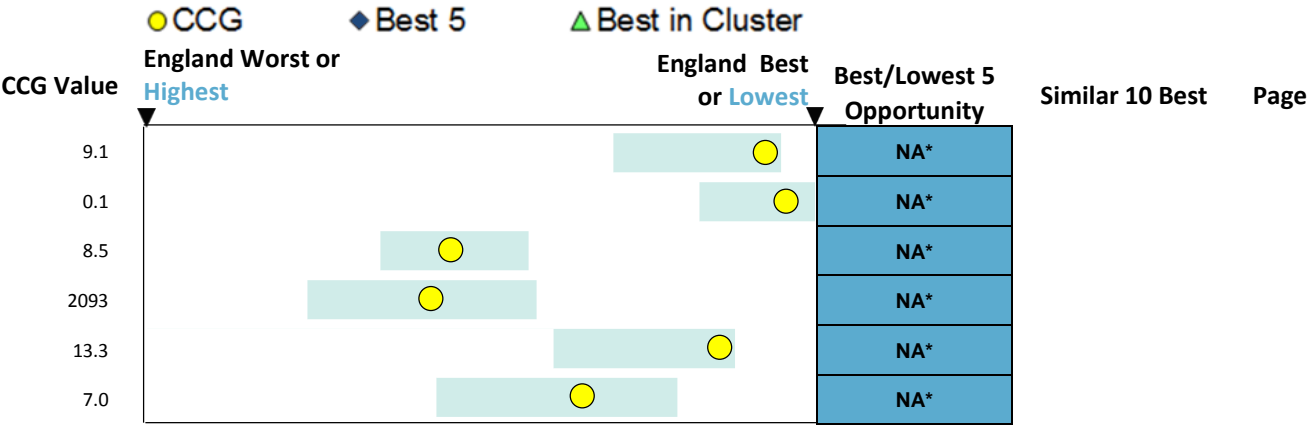 CCG Best 5 Best in Cluster
CCG Value England Worst or Highest England Best or Lowest Best/Lowest 5 Opportunity Similar 10 Best Page
9.1 NA*
0.1 NA*
8.5 NA*
2093 NA*
13.3 NA*
7.0 NA*